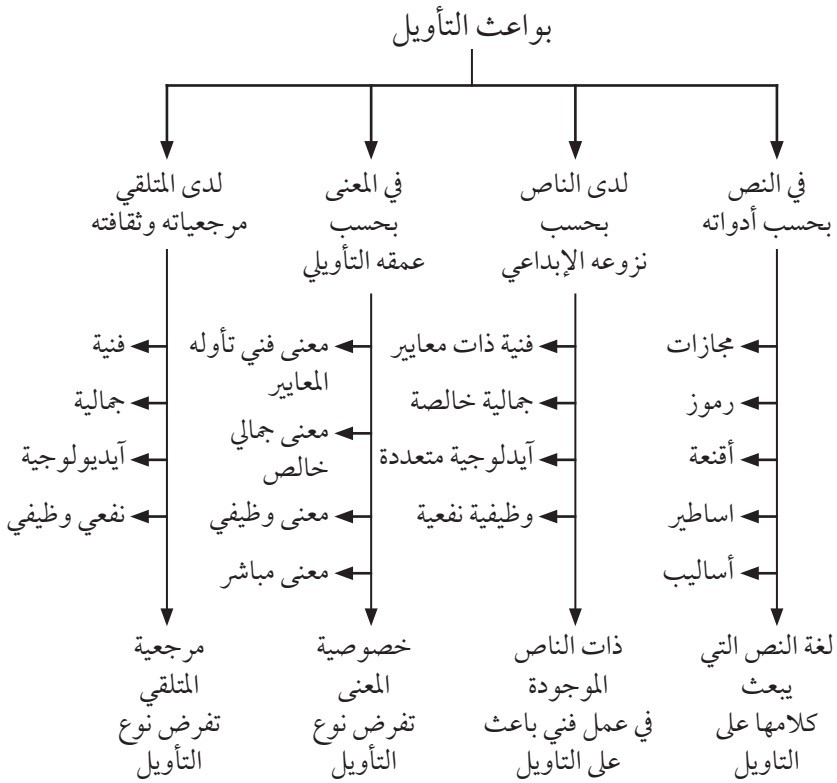 بواعث التأويل
في النص
بحسب أدواته
مجازات
رموز
أقنعة
اساطير
أساليب
لغة النص التي
يبعث
كلامها على
التاويل
لدى الناص
بحسب
نزوعه الإبداعي
فنية ذات معايير
جمالية خالصة
آيدلوجية متعددة
وظيفية نفعية
ذات الناص
الموجودة
في عمل فني باعث
على التاويل
في المعنى
بحسب
عمقه التأويلي
معنى فني تأوله
المعايير
معنى جمالي
خالص
معنى وظيفي
معنى مباشر
خصوصية
المعنى
تفرض نوع
التأويل
لدى المتلقي
مرجعياته وثقافته
فنية
جمالية
آيديولوجية
نفعي وظيفي
مرجعية
المتلقي
تفرض نوع
التأويل